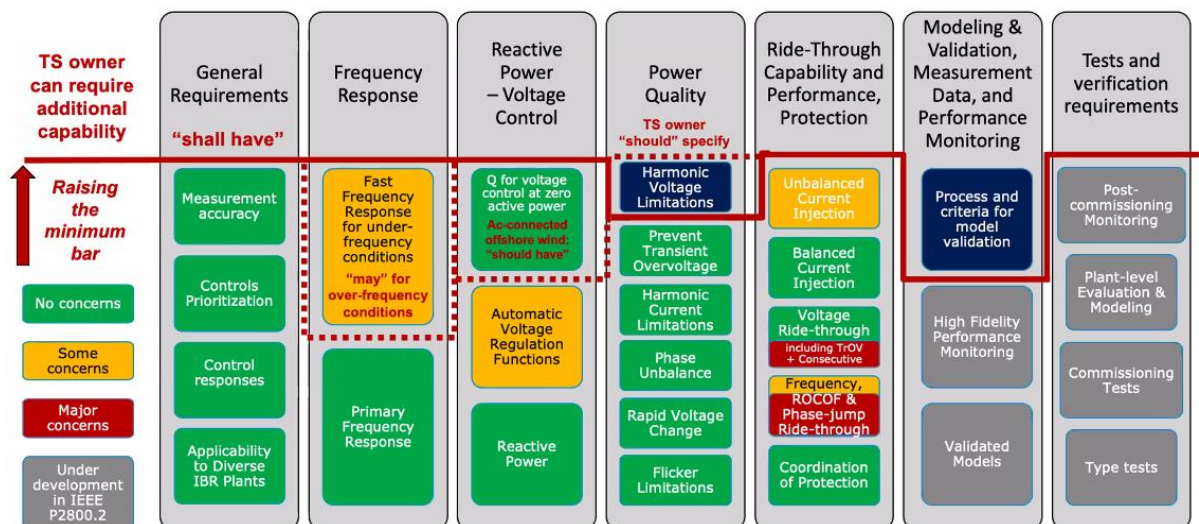 TS owner
can require
additional
capability
Raising
the
minimum
bar
No concerns
Some
concerns
Major
concerns
Under
development
in IEEE
P2800.2
General
Requirements
“shall have”
Measurement
accuracy
Controls
Prioritization
Control
responses
Applicability
to Diverse
IBR Plants
Frequency
Response
Fast
Frequency
Response
for under-
frequency
conditions
“may” for
over-frequency
conditions
Primary
Frequency
Response
Reactive
Power
– Voltage
Control
Q for voltage
control at zero
active power
Ac-connected
offshore wind:
“should have”
Automatic
Voltage
Regulation
Functions
Reactive
Power
Power
Quality
TS owner
“should” specify
Harmonic
Voltage
Limitations
Prevent
Transient
Overvoltage
Harmonic
Current
Limitations
Phase
Unbalance
Rapid Voltage
Change
Flicker
Limitations
Ride-Through
Capability and
Performance,
Protection
Unbalanced
Current
Injection
Balanced
Current
Injection
Voltage
Ride-through
including TrOV
+ Consecutive
Frequency,
ROCOF &
Phase-jump
Ride-through
Coordination
of Protection
Modeling &
Validation,
Measurement
Data, and
Performance
Monitoring
Process and
criteria for
model
validation
High Fidelity
Performance
Monitoring
Validated
Models
Tests and
verification
requirements
Post-
commissioning
Monitoring
Plant-level
Evaluation &
Modeling
Commissioning
Tests
Type tests